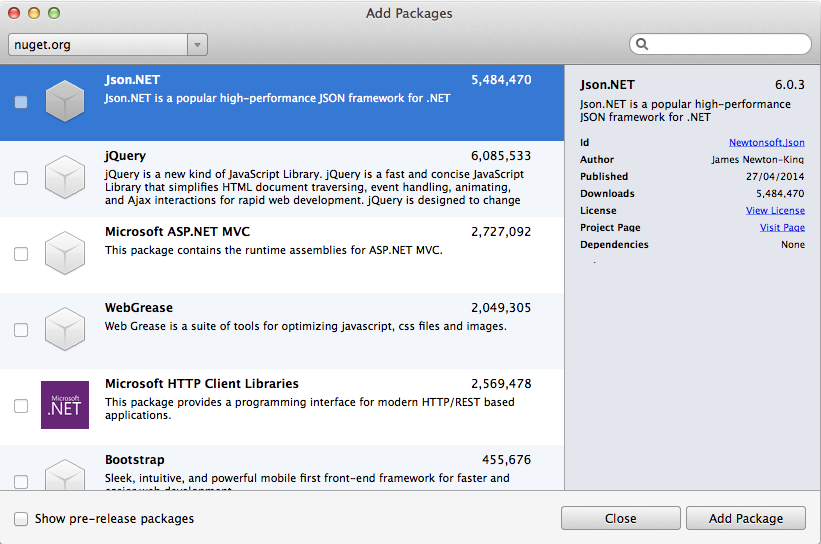 Add Packages
nuget.org
Json.NET 5,484,470
Json.NET is a popular high-performance JSON framework for .NET
jQuery 6,085,533
jQuery is a new kind of JavaScript Library. jQuery is a fast and concise JavaScript
Library that simplifies HTML document traversing, event handling, animating,
and Ajax interactions for rapid web development. jQuery is designed to change
Microsoft ASP.NET MVC 2,727,092
This package contains the runtime assemblies for ASP.NET MVC.
WebGrease 2,049,305
Web Grease is a suite of tools for optimizing javascript, css files and images.
Microsoft
.NET
Microsoft HTTP Client Libraries 2,569,478
This package provides a programming interface for modern HTTP/REST based
applications.
Bootstrap 455,676
Sleek, intuitive, and powerful mobile first front-end framework for faster and
easier web development.
Json.NET 6.0.3
Json.NET is a popular high-performance
JSON framework for .NET
Id Newtonsoft.Json
Author James Newton-King
Published 27/04/2014
Downloads 5,484,470
License View License
Project Page Visit Page
Dependencies None
Show pre-release packages
Close
Add Package